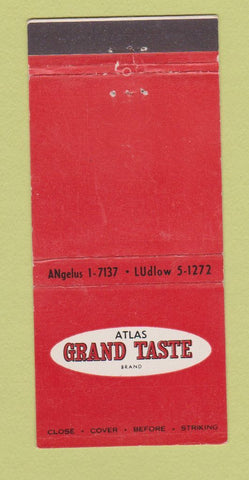 ANgelus 1-7137 • LUdlow 5-1272
ATLAS
GRAND TASTE
BRAND
CLOSE • COVER • BEFORE • STRIKING